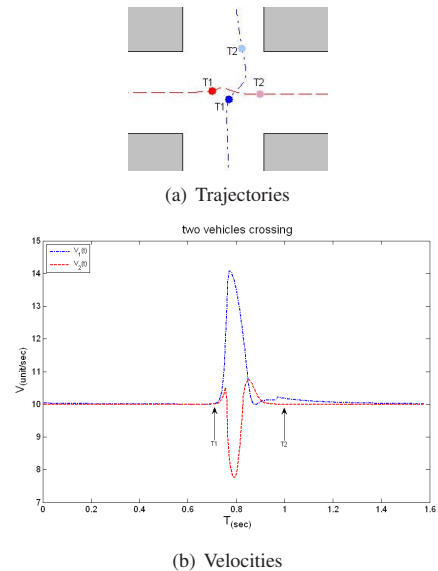 T2
T1
T2
T1
(a) Trajectories
two vehicles crossing
V_1(t)
V_2(t)
15
14
13
12
11
10
9
8
7
V(unit/sec)
T1
T2
0 0.2 0.4 0.6 0.8 1 1.2 1.4 1.6
T(sec)
(b) Velocities